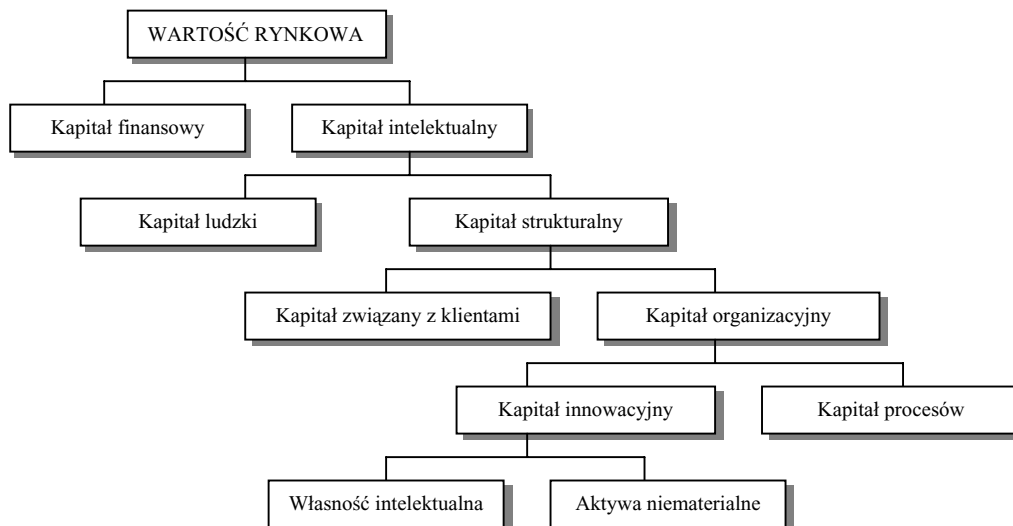 WARTOŚĆ RYNKOWA
Kapitał finansowy
Kapitał intelektualny
Kapitał ludzki
Kapitał strukturalny
Kapitał związany z klientami
Kapitał organizacyjny
Kapitał innowacyjny
Kapitał procesów
Własność intelektualna
Aktywa niematerialne